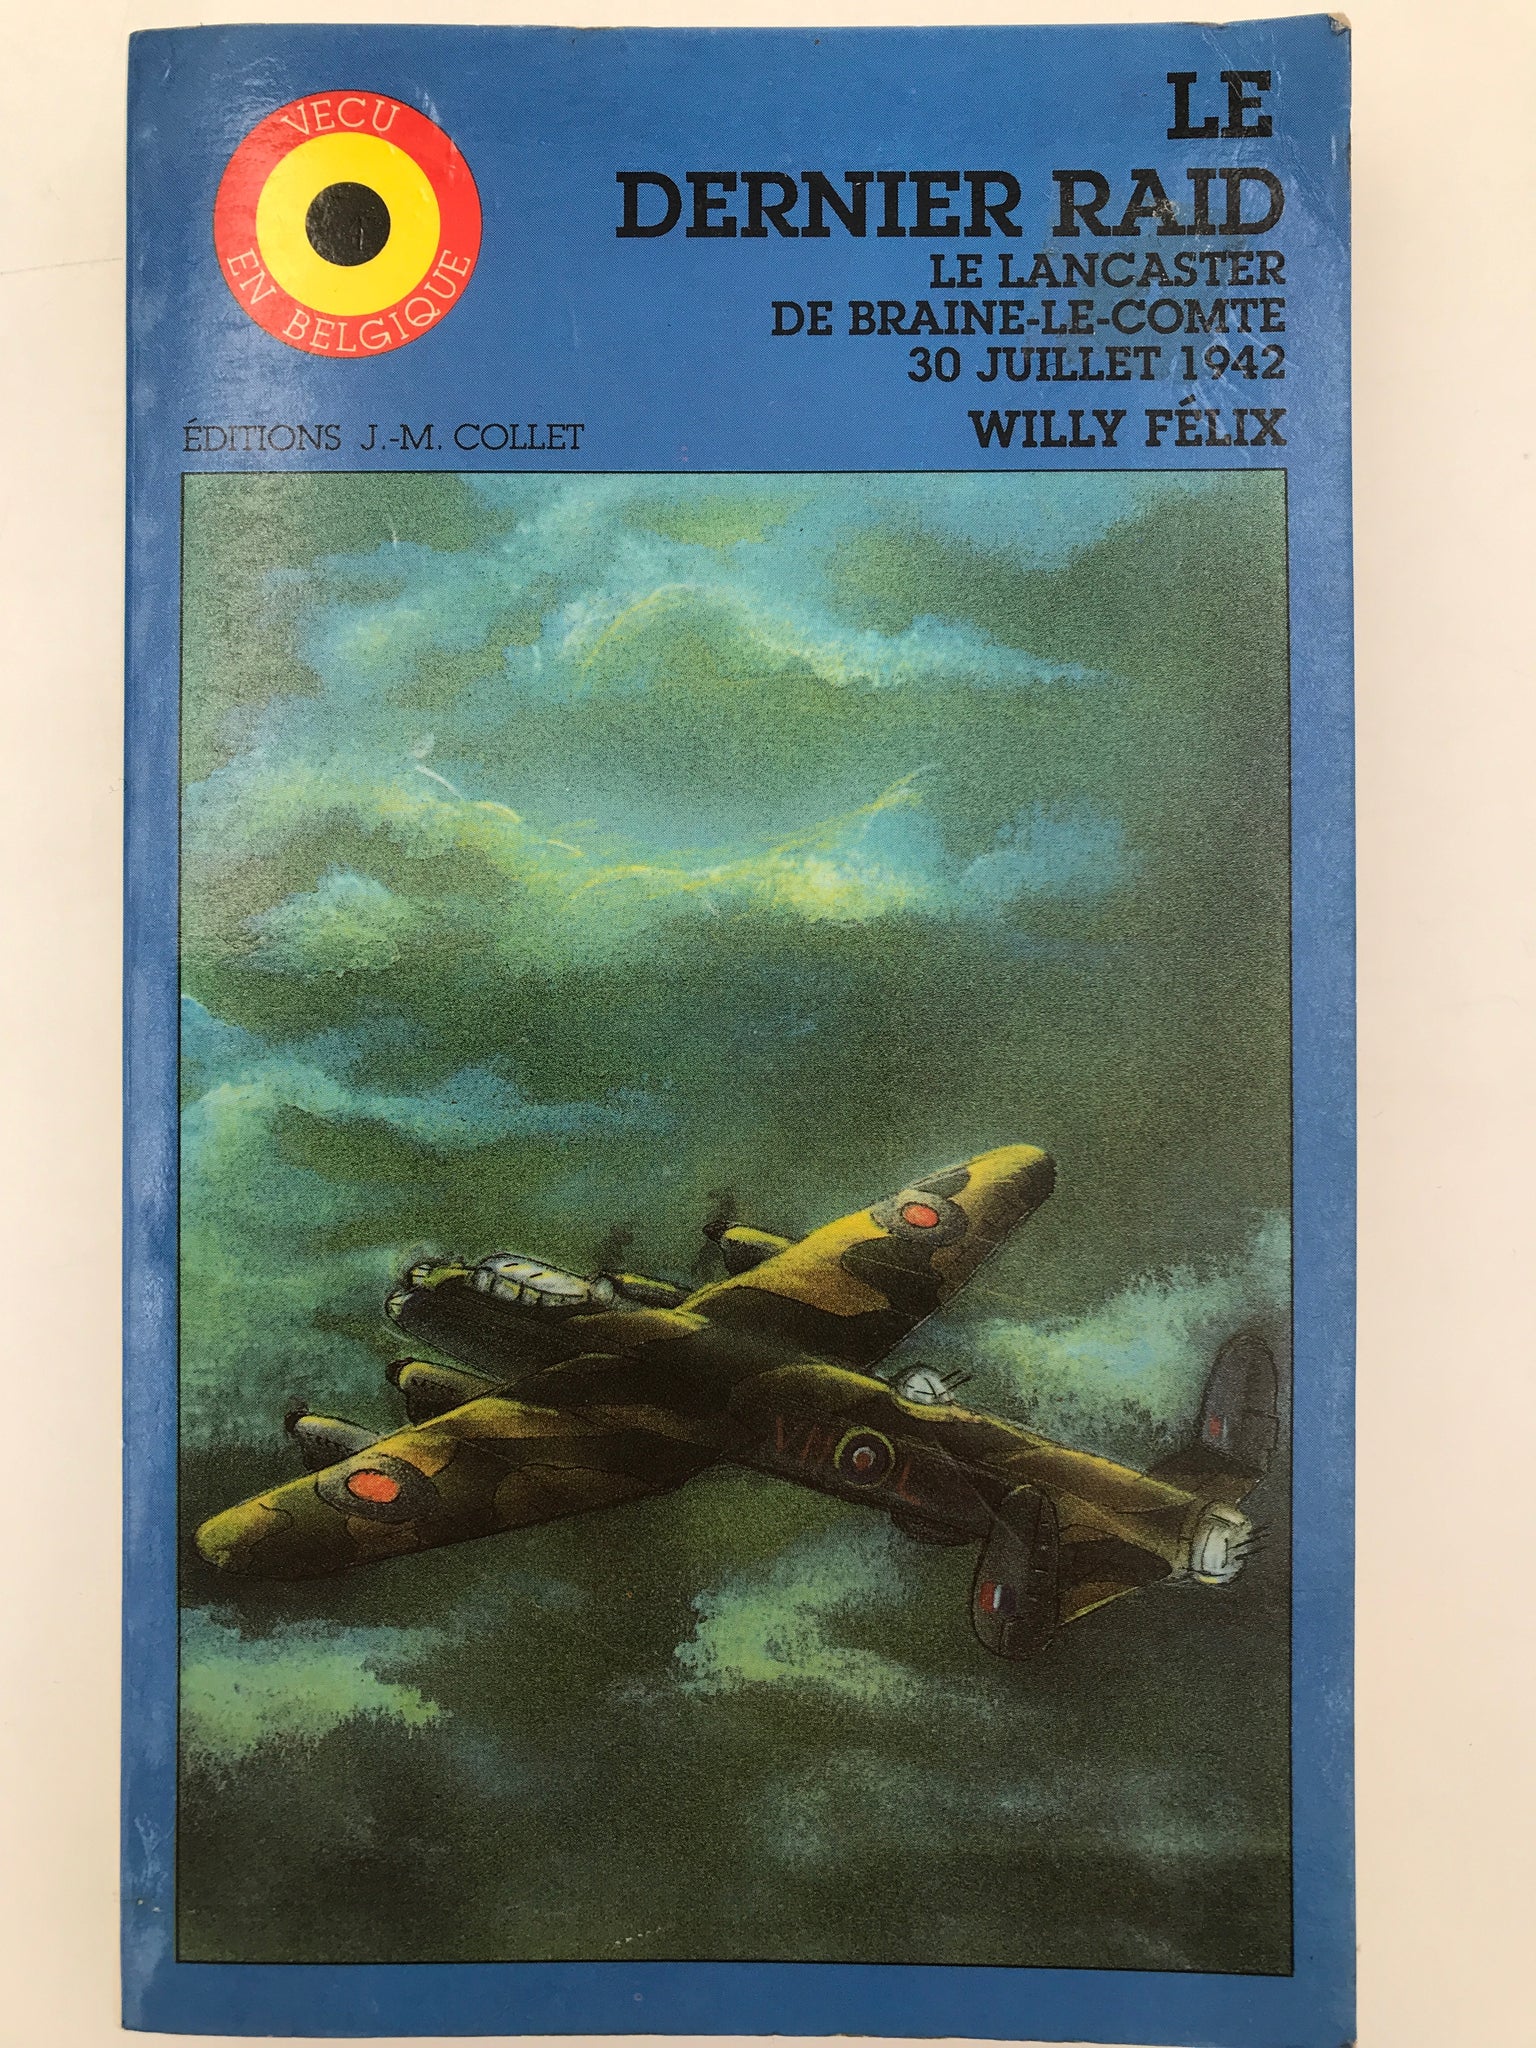 VECU
EN BELGIQUE
LE
DERNIER RAID
LE LANCASTER
DE BRAINE-LE-COMTE
30 JUILLET 1942
WILLY FÉLIX
ÉDITIONS J.-M. COLLET